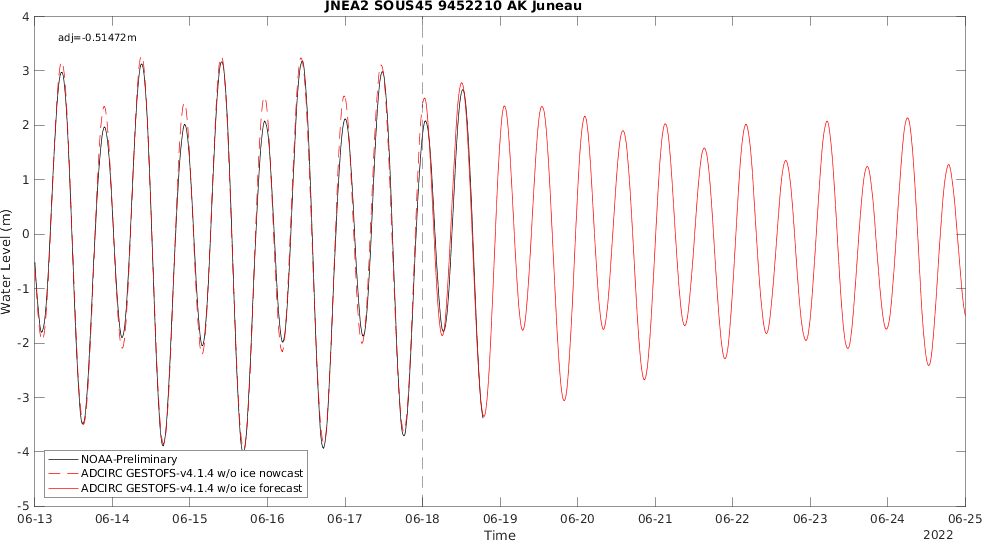 JNEA2 SOUS45 9452210 AK Juneau
adj=-0.51472m
Water Level (m)
4
3
2
1
0
-1
-2
-3
-4
-5
NOAA-Preliminary
ADCIRC GESTOFS-v4.1.4 w/o ice nowcast
ADCIRC GESTOFS-v4.1.4 w/o ice forecast
06-13 06-14 06-15 06-16 06-17 06-18 06-19 06-20 06-21 06-22 06-23 06-24 06-25
Time
2022